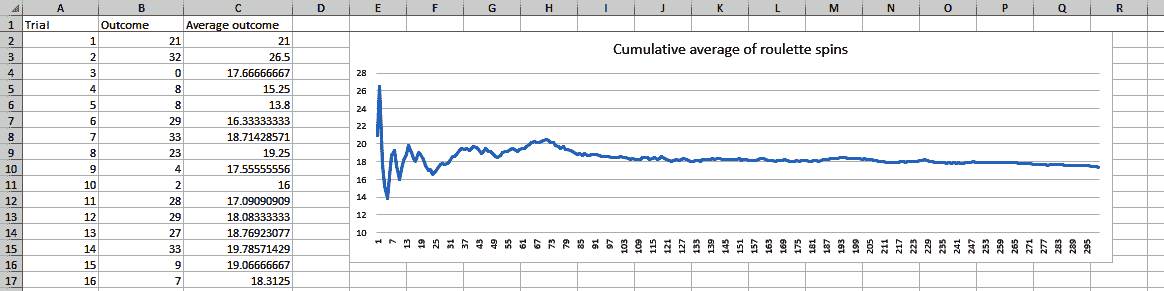 A B C D E F G H I J K L M N O P Q R
1 Trial Outcome Average outcome
2 1 21 21
3 2 32 26.5
4 3 0 17.66666667
5 4 8 15.25
6 5 8 13.8
7 6 29 16.33333333
8 7 33 18.71428571
9 8 23 19.25
10 9 4 17.55555556
11 10 2 16
12 11 28 17.09090909
13 12 29 18.08333333
14 13 27 18.76923077
15 14 33 19.78571429
16 15 9 19.06666667
17 16 7 18.3125
Cumulative average of roulette spins
28
26
24
22
20
18
16
14
12
10
1 7 13 19 25 31 37 43 49 55 61 67 73 79 85 91 97 103 109 115 121 127 133 139 145 151 157 163 169 175 181 187 193 199 205 211 217 223 229 235 241 247 253 259 265 271 277 283 289 295